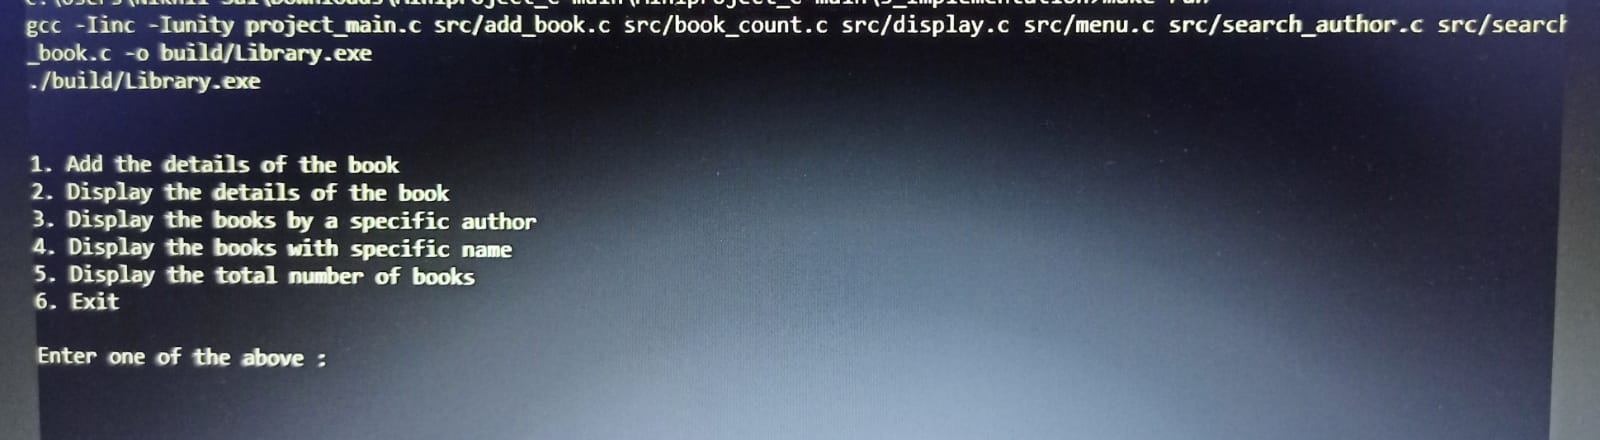 gcc -Iinc -Iunity project_main.c src/add_book.c src/book_count.c src/display.c src/menu.c src/search_author.c src/search
_book.c -o build/Library.exe
./build/Library.exe
1. Add the details of the book
2. Display the details of the book
3. Display the books by a specific author
4. Display the books with specific name
5. Display the total number of books
6. Exit
Enter one of the above :